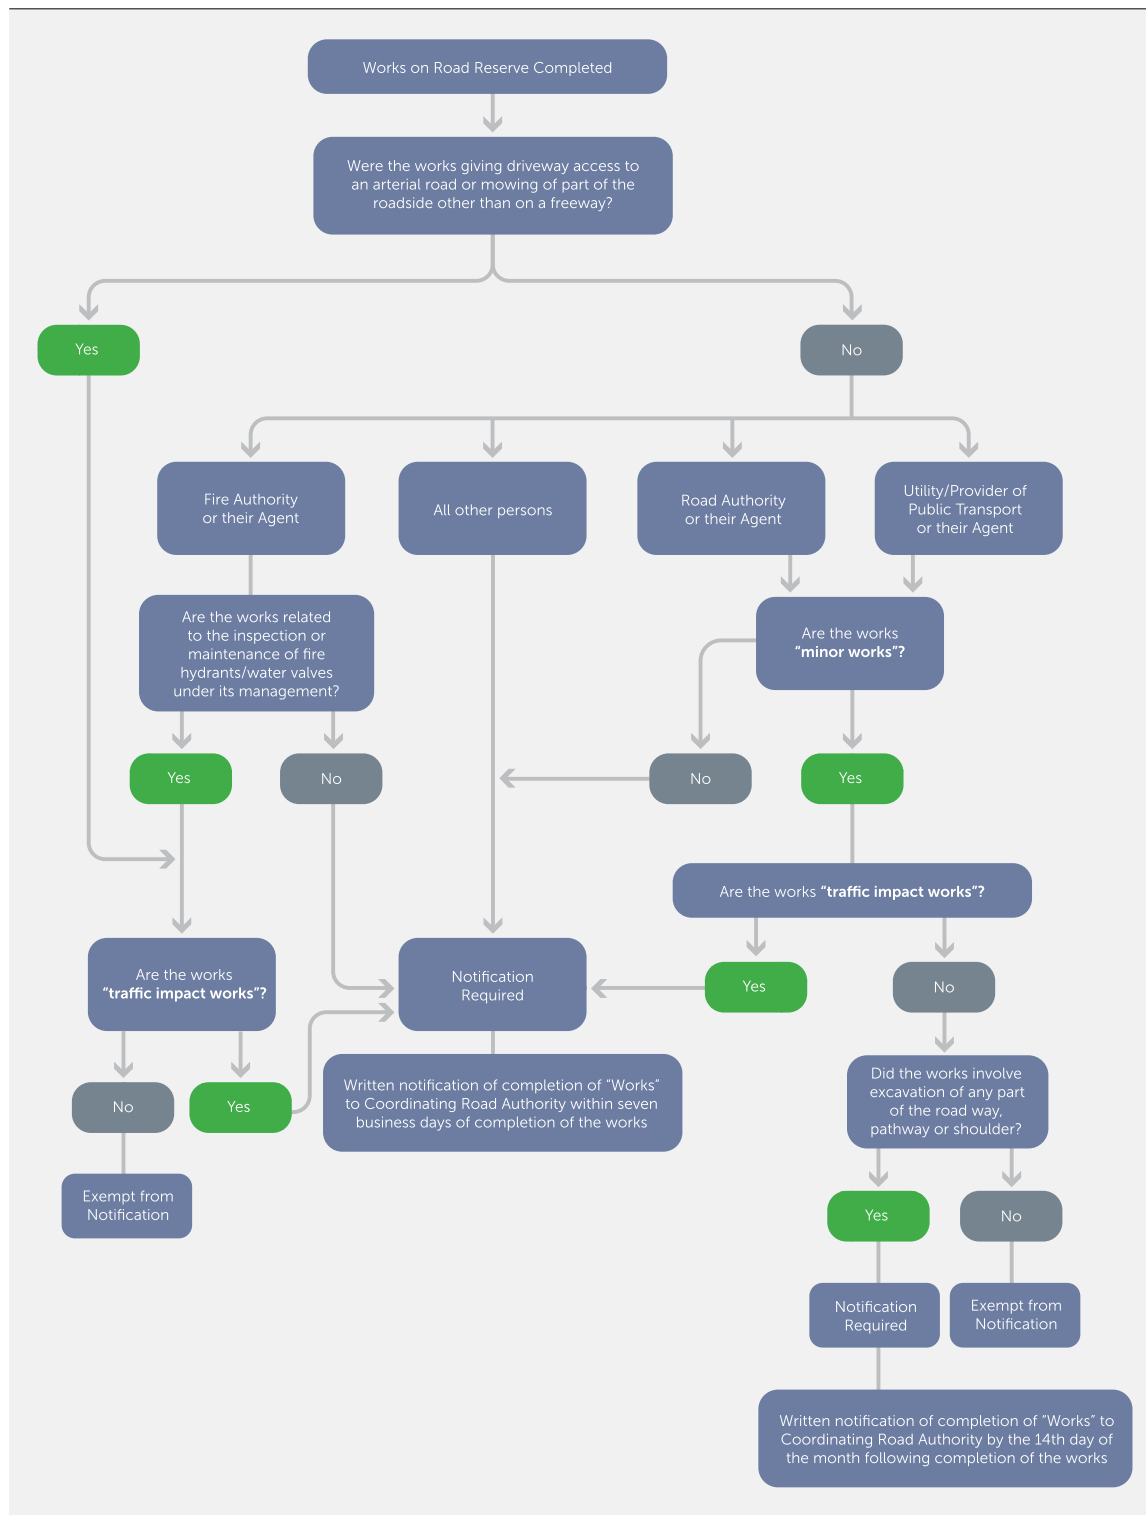 Works on Road Reserve Completed
Were the works giving driveway access to
an arterial road or mowing of part of the
roadside other than on a freeway?
Yes
No
Fire Authority
or their Agent
All other persons
Road Authority
or their Agent
Utility/Provider of
Public Transport
or their Agent
Are the works related
to the inspection or
maintenance of fire
hydrants/water valves
under its management?
Are the works
“minor works”?
Yes
No
No
Yes
Are the works “traffic impact works”?
Are the works
“traffic impact works”?
Notification
Required
Yes
No
No
Yes
Written notification of completion of “Works”
to Coordinating Road Authority within seven
business days of completion of the works
Did the works involve
excavation of any part
of the road way,
pathway or shoulder?
Exempt from
Notification
Yes
No
Notification
Required
Exempt from
Notification
Written notification of completion of “Works” to
Coordinating Road Authority by the 14th day of
the month following completion of the works